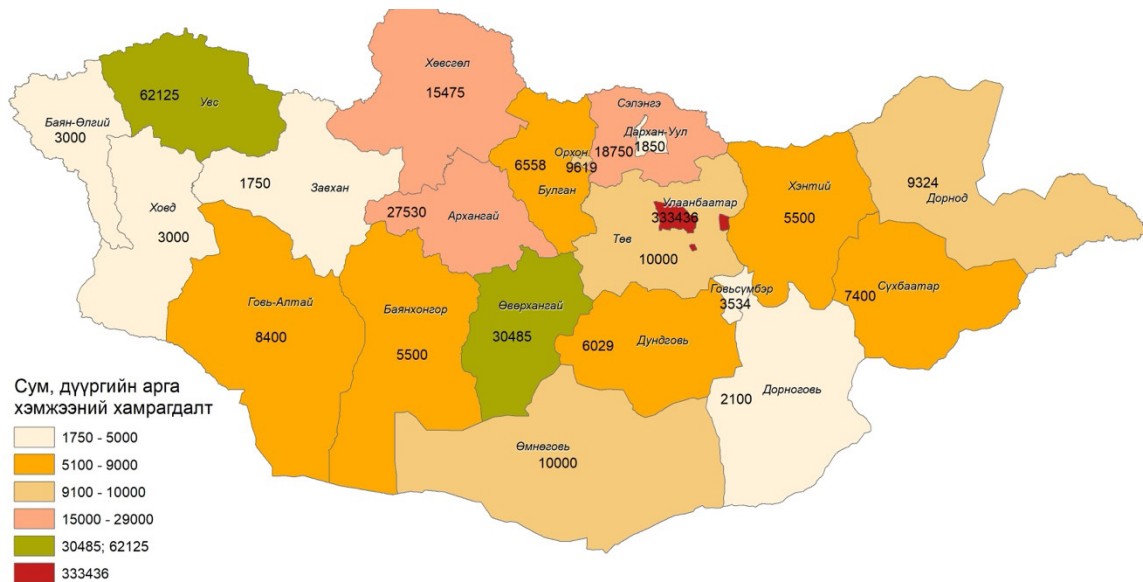 Хөвсгөл
15475
62125
Увс
Баян-Өлгий
3000
Сэлэнгэ
Дархан-Уул
18750
1850
Орхон
6558
9619
Булган
1750
Завхан
Ховд
3000
27530
Архангай
Улаанбаатар
333436
Төв
10000
Хэнтий
5500
9324
Дорнод
Говьсүмбэр
3534
7400
Сүхбаатар
Говь-Алтай
8400
Баянхонгор
5500
Өвөрхангай
30485
6029
Дундговь
2100
Дорноговь
Өмнөговь
10000
Сум, дүүргийн арга
хэмжээний хамрагдалт
1750 - 5000
5100 - 9000
9100 - 10000
15000 - 29000
30485; 62125
333436